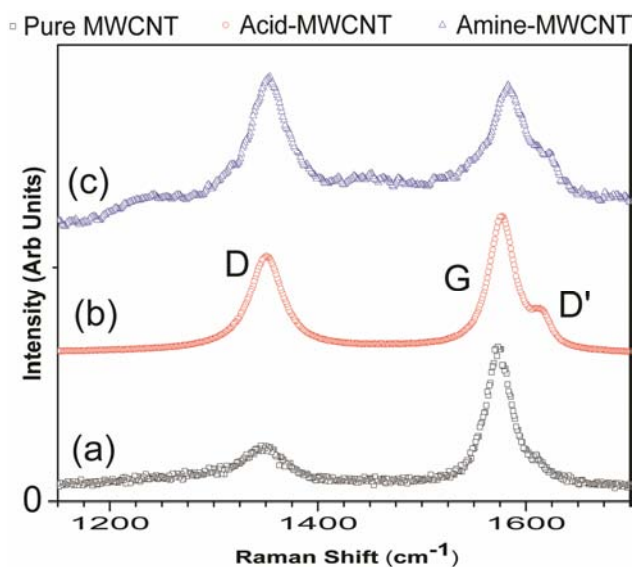 Pure MWCNT Acid-MWCNT Amine-MWCNT
(c)
D G D'
(b)
(a)
0
1200 1400 1600
Raman Shift (cm⁻¹)
Intensity (Arb Units)